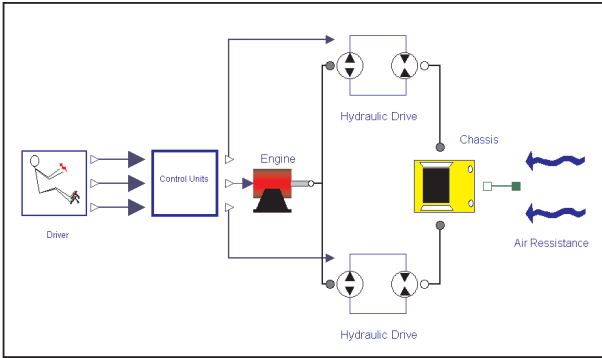 Hydraulic Drive
Chassis
Engine
Control Units
Driver
Air Ressistance
Hydraulic Drive